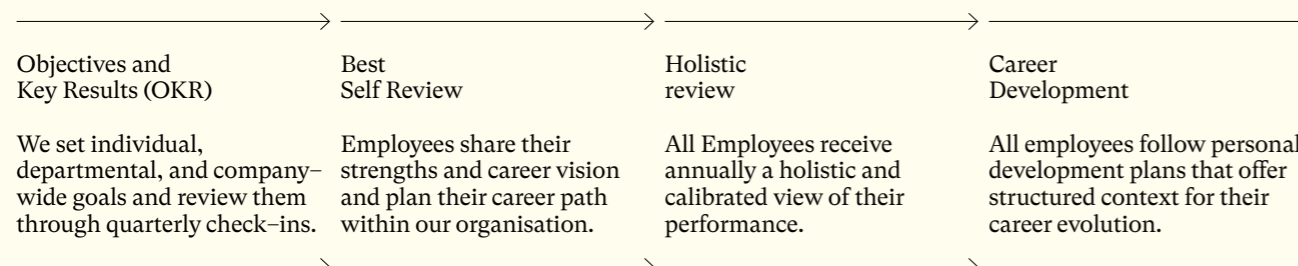 Objectives and
Key Results (OKR)
We set individual,
departmental, and company–
wide goals and review them
through quarterly check–ins.
Best
Self Review
Employees share their
strengths and career vision
and plan their career path
within our organisation.
Holistic
review
All Employees receive
annually a holistic and
calibrated view of their
performance.
Career
Development
All employees follow personal
development plans that offer
structured context for their
career evolution.